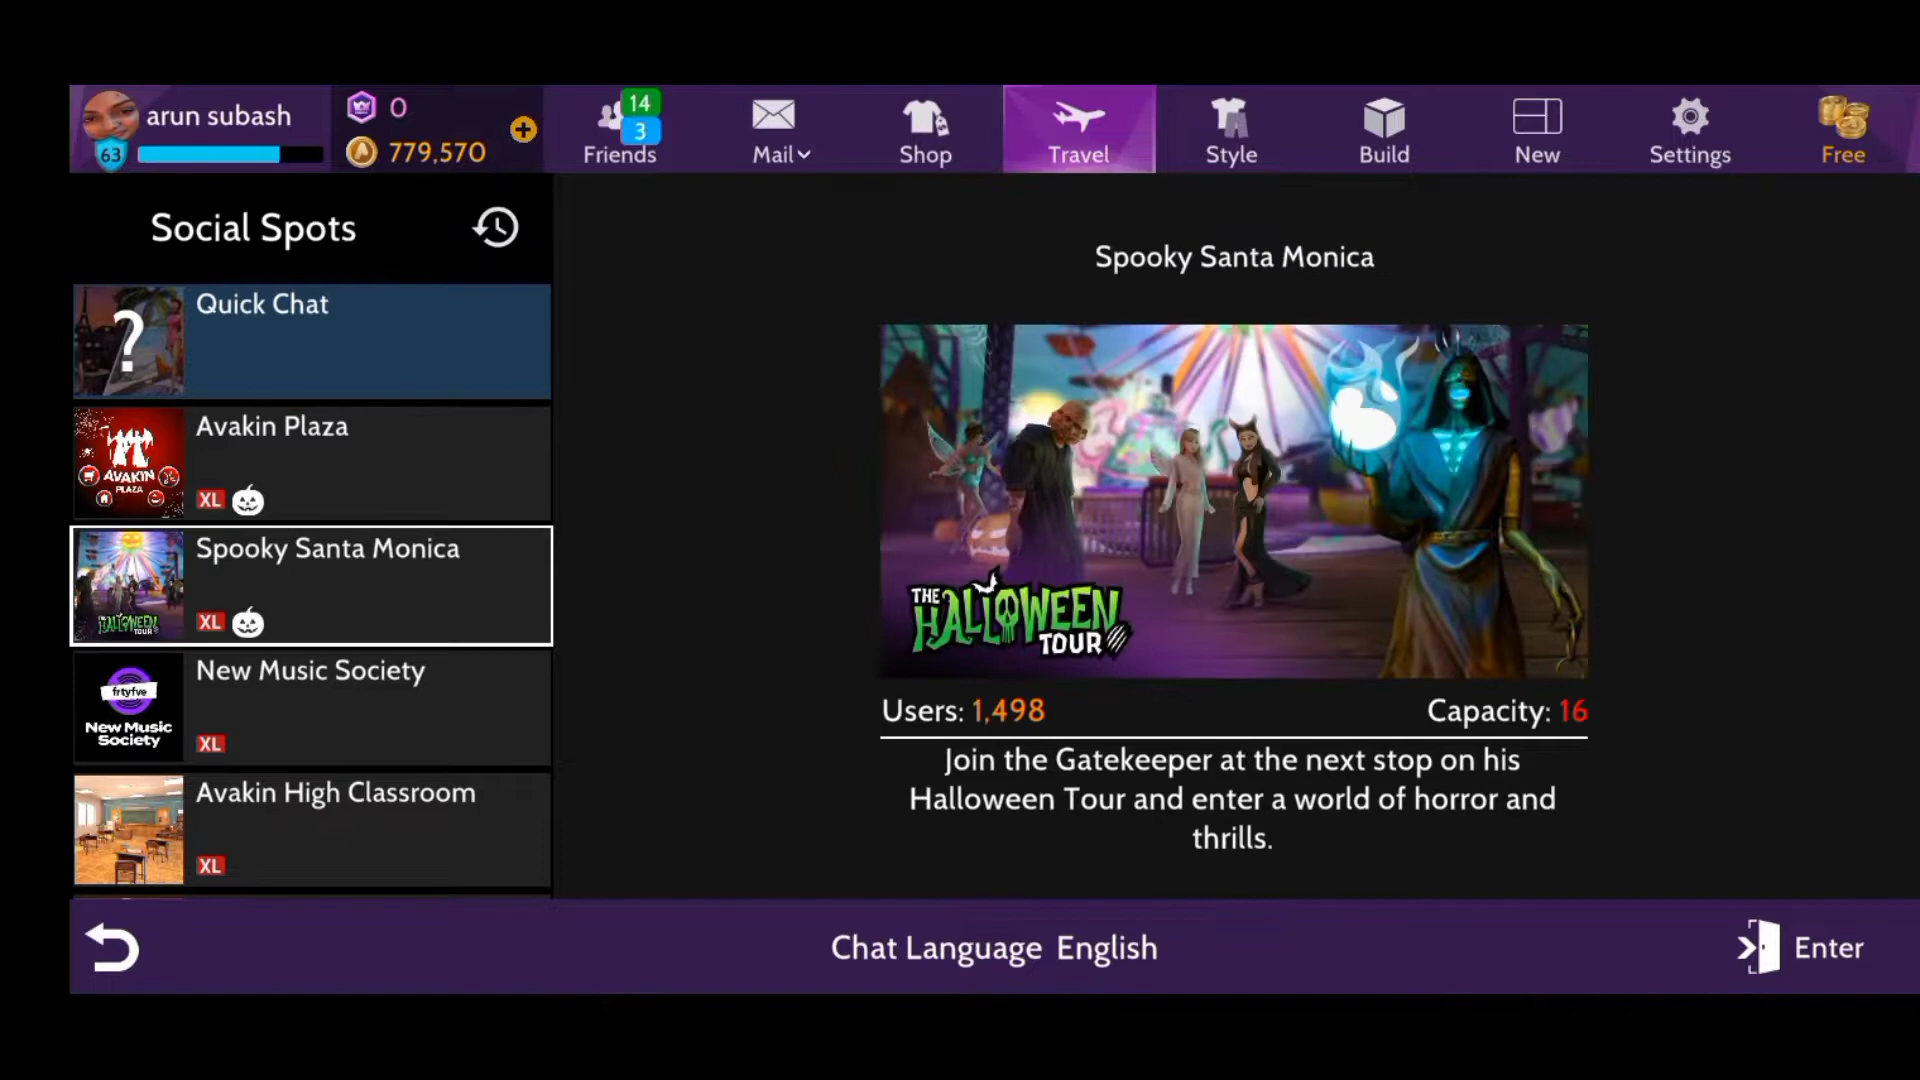 arun subash
63
0
779,570
14
3
Friends
Mail
Shop
Travel
Style
Build
New
Settings
Free
Social Spots
Quick Chat
?
Avakin Plaza
AVAKIN
PLAZA
XL
Spooky Santa Monica
HALLOWEEN
TOUR
XL
New Music Society
frtyfve
New Music
Society
XL
Avakin High Classroom
XL
Spooky Santa Monica
THE
HALLOWEEN
TOUR
Users: 1,498
Capacity: 16
Join the Gatekeeper at the next stop on his
Halloween Tour and enter a world of horror and
thrills.
Chat Language English
Enter